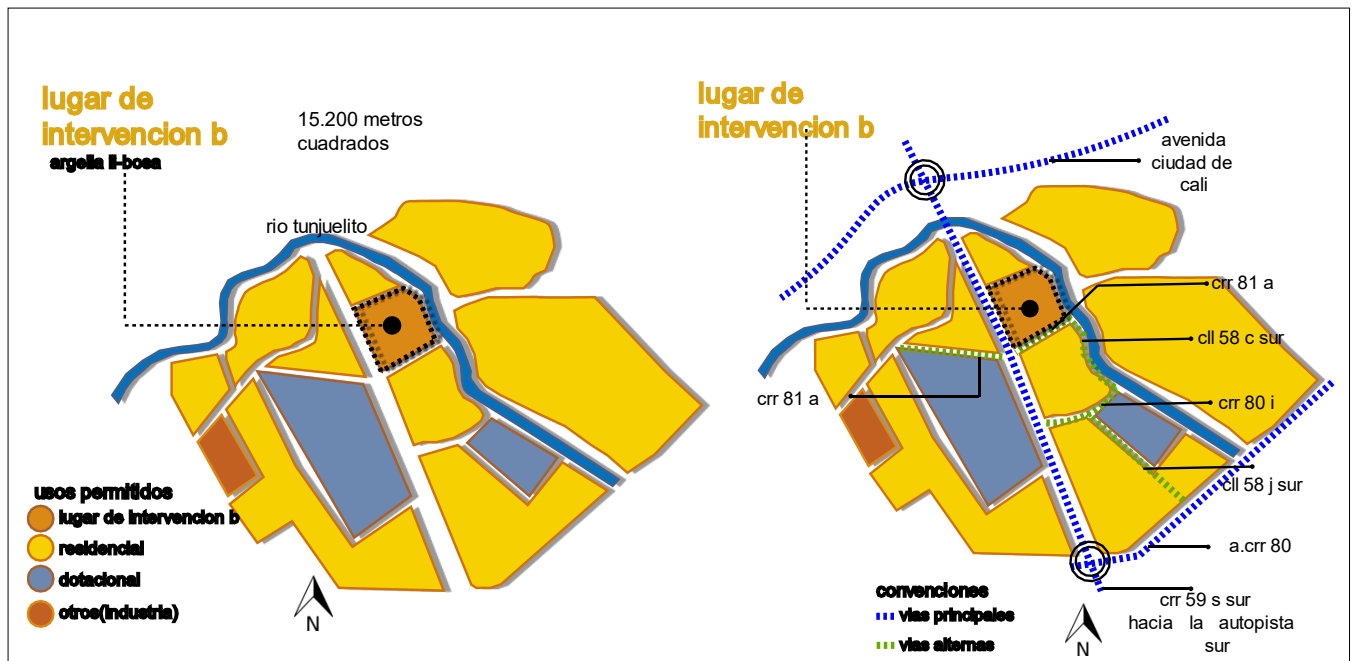 lugar de
intervencion b
argelia II-bosa
15.200 metros
cuadrados
rio tunjuelito
usos permitidos
lugar de intervencion b
residencial
dotacional
otros(industria)
N
lugar de
intervencion b
avenida
ciudad de
cali
crr 81 a
cll 58 c sur
crr 81 a
crr 80 i
cll 58 j sur
a.crr 80
crr 59 s sur
hacia la autopista
sur
convenciones
vias principales
vias alternas
N